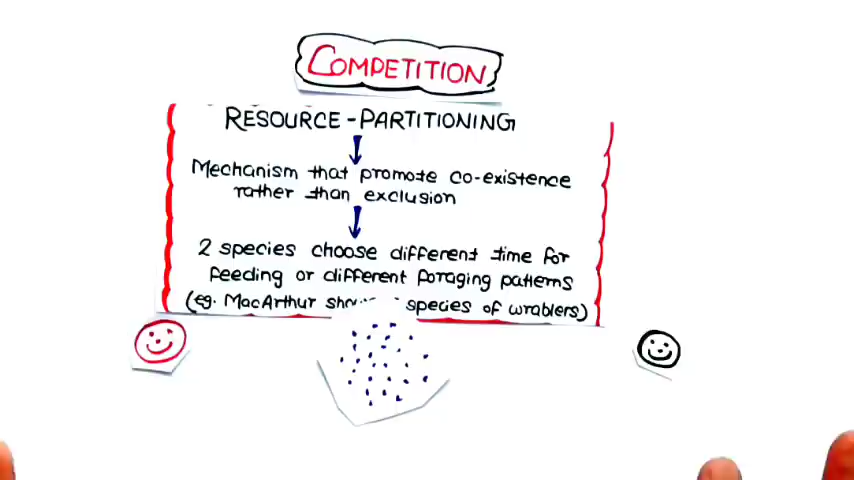 COMPETITION
RESOURCE-PARTITIONING
Mechanism that promote co-existence
rather than exclusion
2 species choose different time for
feeding or different foraging patterns
(eg. MacArthur species of wrablers)